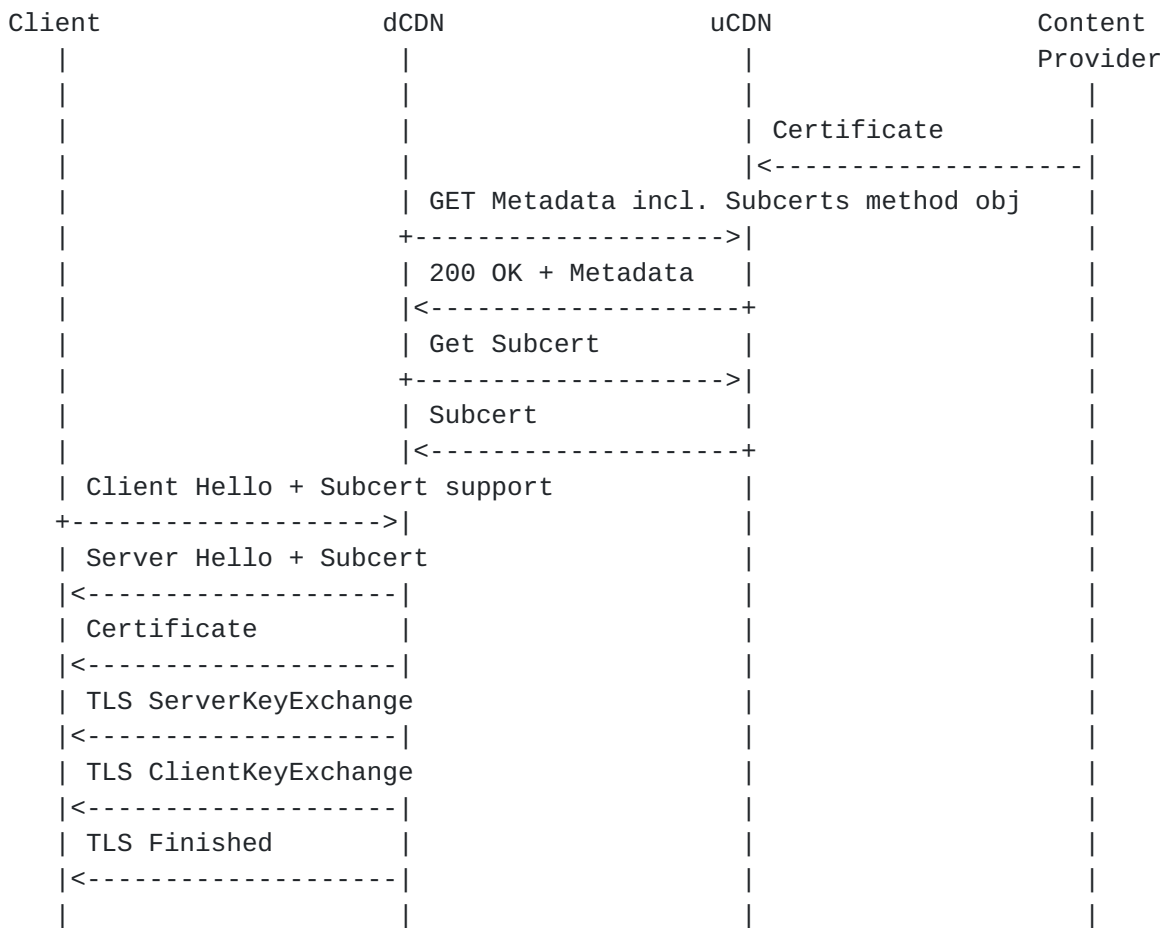 Client dCDN uCDN Content
| | | Provider
| | | |
| | | Certificate |
| | |<--------------------|
| | GET Metadata incl. Subcerts method obj |
| +-------------------->| |
| | 200 OK + Metadata | |
| |<--------------------+ |
| | Get Subcert | |
| +-------------------->| |
| | Subcert | |
| |<--------------------+ |
| Client Hello + Subcert support | |
+-------------------->| | |
| Server Hello + Subcert | |
|<--------------------| | |
| Certificate | | |
|<--------------------| | |
| TLS ServerKeyExchange | |
|<--------------------| | |
| TLS ClientKeyExchange | |
|<--------------------| | |
| TLS Finished | | |
|<--------------------| | |
| | | |